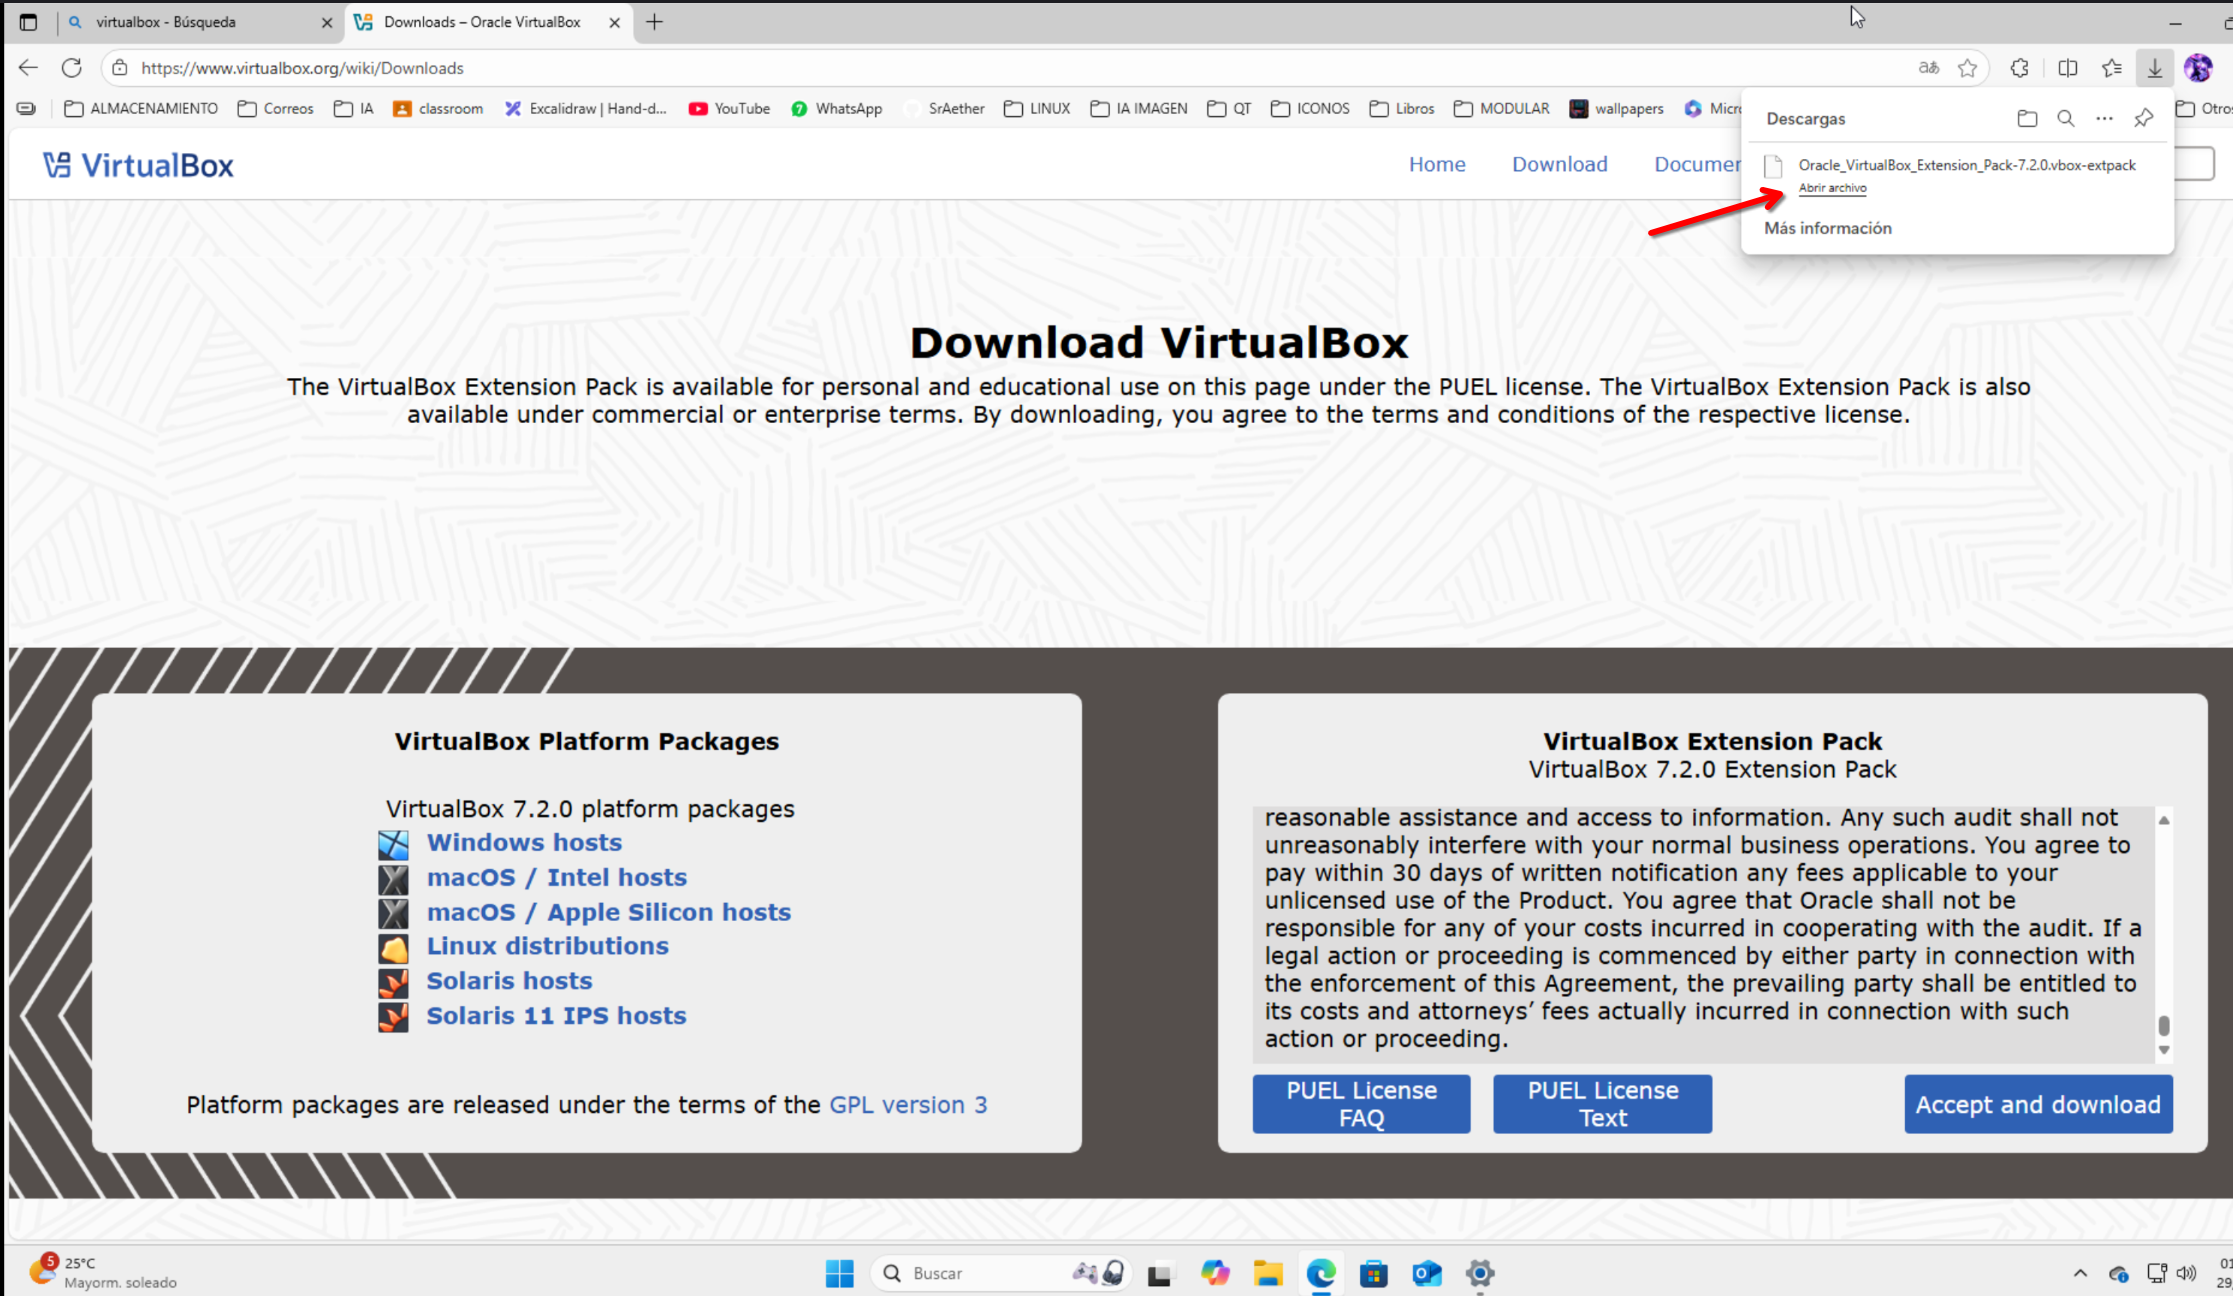 virtualbox - Búsqueda
Downloads – Oracle VirtualBox
https://www.virtualbox.org/wiki/Downloads
ALMACENAMIENTO
Correos
IA
classroom
Excalidraw | Hand-d...
YouTube
WhatsApp
SrAether
LINUX
IA IMAGEN
QT
ICONOS
Libros
MODULAR
wallpapers
Descargas
Oracle_VirtualBox_Extension_Pack-7.2.0.vbox-extpack
Abrir archivo
Más información
VirtualBox
Home
Download
Download VirtualBox
The VirtualBox Extension Pack is available for personal and educational use on this page under the PUEL license. The VirtualBox Extension Pack is also
available under commercial or enterprise terms. By downloading, you agree to the terms and conditions of the respective license.
VirtualBox Platform Packages
VirtualBox 7.2.0 platform packages
Windows hosts
macOS / Intel hosts
macOS / Apple Silicon hosts
Linux distributions
Solaris hosts
Solaris 11 IPS hosts
Platform packages are released under the terms of the GPL version 3
VirtualBox Extension Pack
VirtualBox 7.2.0 Extension Pack
reasonable assistance and access to information. Any such audit shall not
unreasonably interfere with your normal business operations. You agree to
pay within 30 days of written notification any fees applicable to your
unlicensed use of the Product. You agree that Oracle shall not be
responsible for any of your costs incurred in cooperating with the audit. If a
legal action or proceeding is commenced by either party in connection with
the enforcement of this Agreement, the prevailing party shall be entitled to
its costs and attorneys’ fees actually incurred in connection with such
action or proceeding.
PUEL License
FAQ
PUEL License
Text
Accept and download
5
25°C
Mayorm. soleado
Buscar